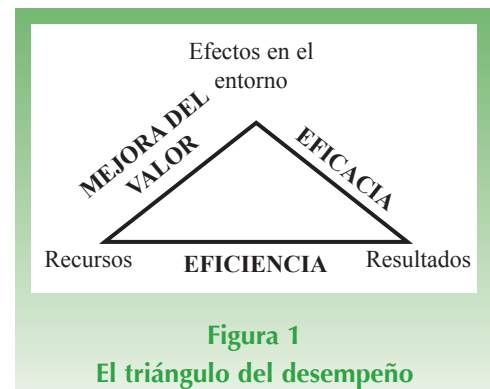 Efectos en el
entorno
MEJORA DEL
VALOR
EFICACIA
Recursos
EFICIENCIA
Resultados
Figura 1
El triángulo del desempeño